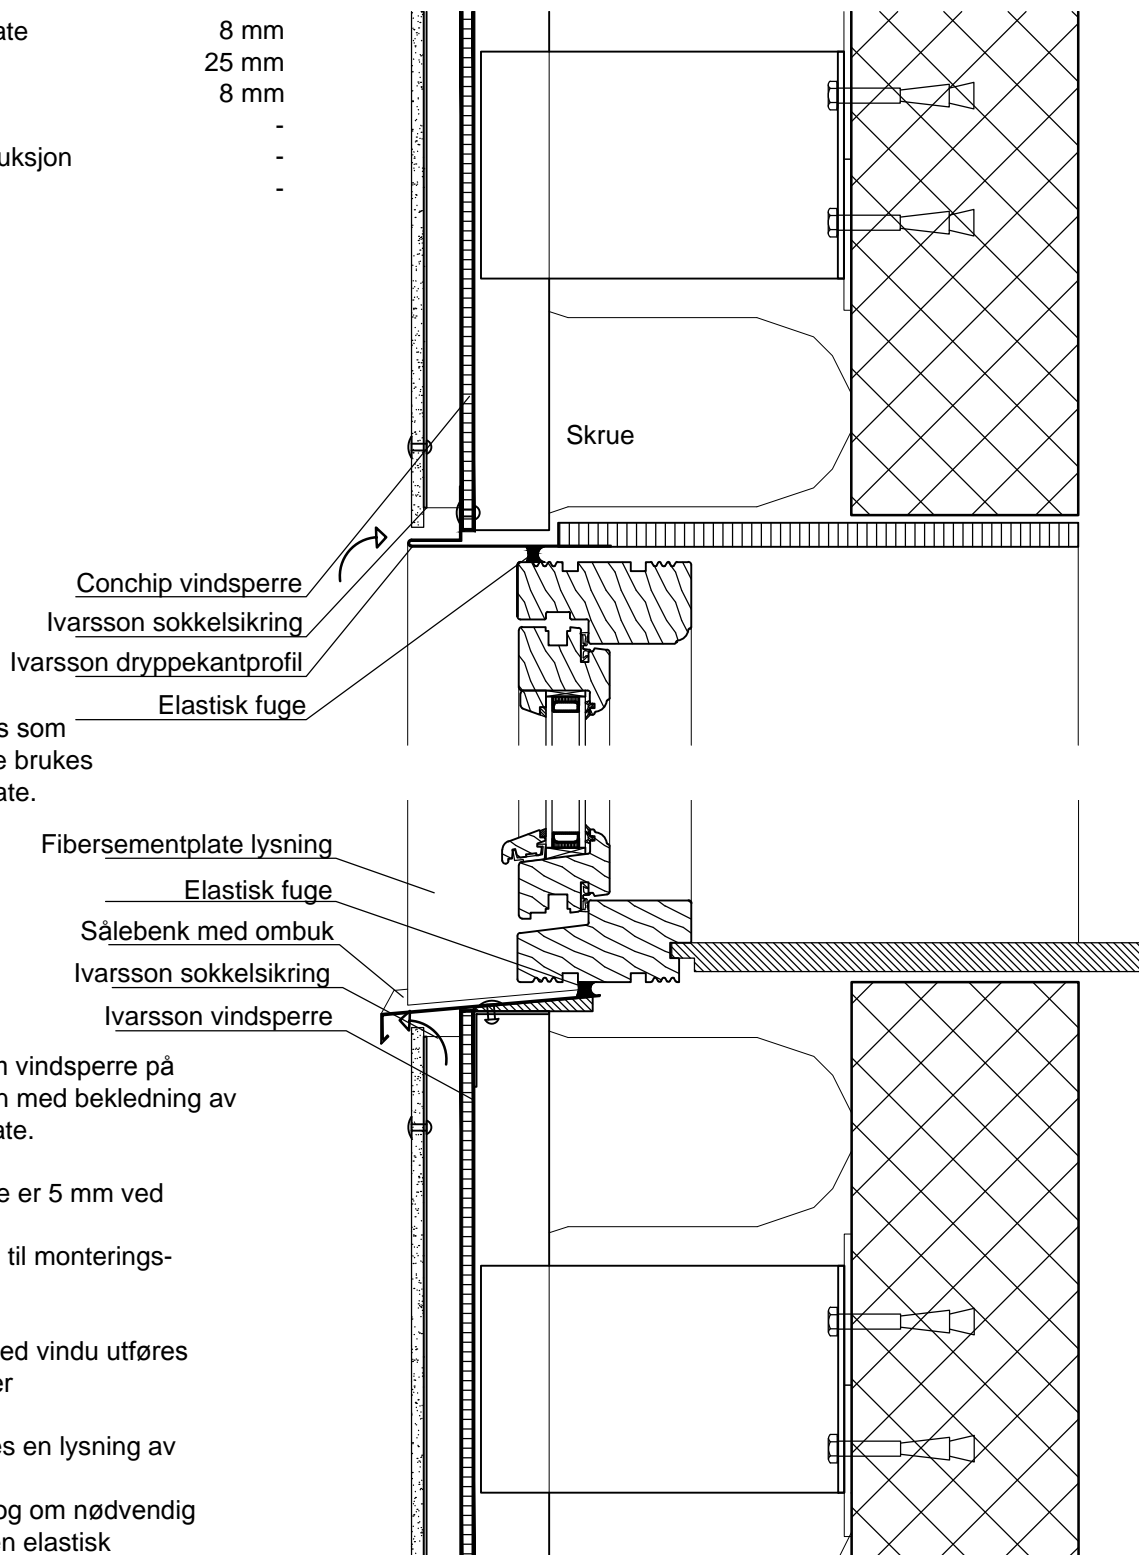 ate 8 mm
25 mm
8 mm
-
uksjon -
-
Skrue
Conchip vindsperre
Ivarsson sokkelsikring
Ivarsson dryppekantprofil
Elastisk fuge
s som
e brukes
ate.
Fibersementplate lysning
Elastisk fuge
Sålebenk med ombuk
Ivarsson sokkelsikring
Ivarsson vindsperre
n vindsperre på
n med bekledning av
ate.
e er 5 mm ved
til monterings-
ed vindu utføres
er
es en lysning av
og om nødvendig
en elastisk